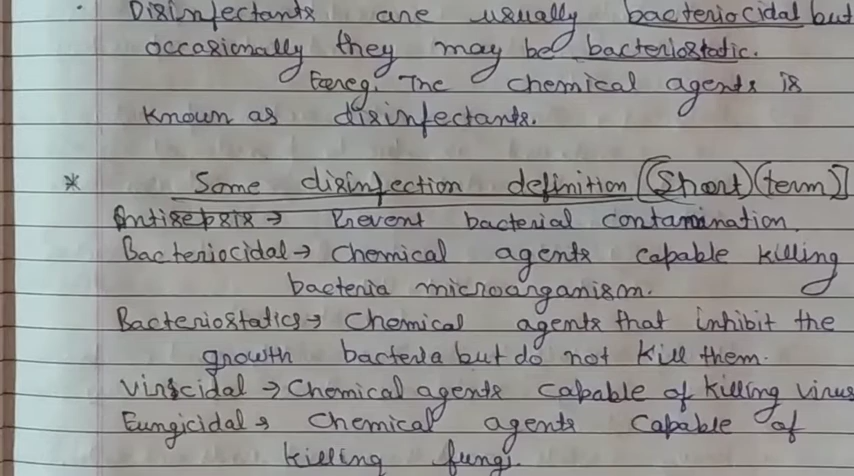 · Disinfectants are usually bacteriocidal but
occasionally they may be bacteriostatic.
Foreg. The chemical agents is
known as disinfectants.
* Some disinfection definition [(Short)(term)]
Antisepsis → Prevent bacterial contamination.
Bacteriocidal → Chemical agents capable killing
bacteria microorganism.
Bacteriostatics → Chemical agents that inhibit the
growth bacteria but do not kill them.
Viriscidal → Chemical agents capable of killing virus
Fungicidal → Chemical agents capable of
killing fungi.